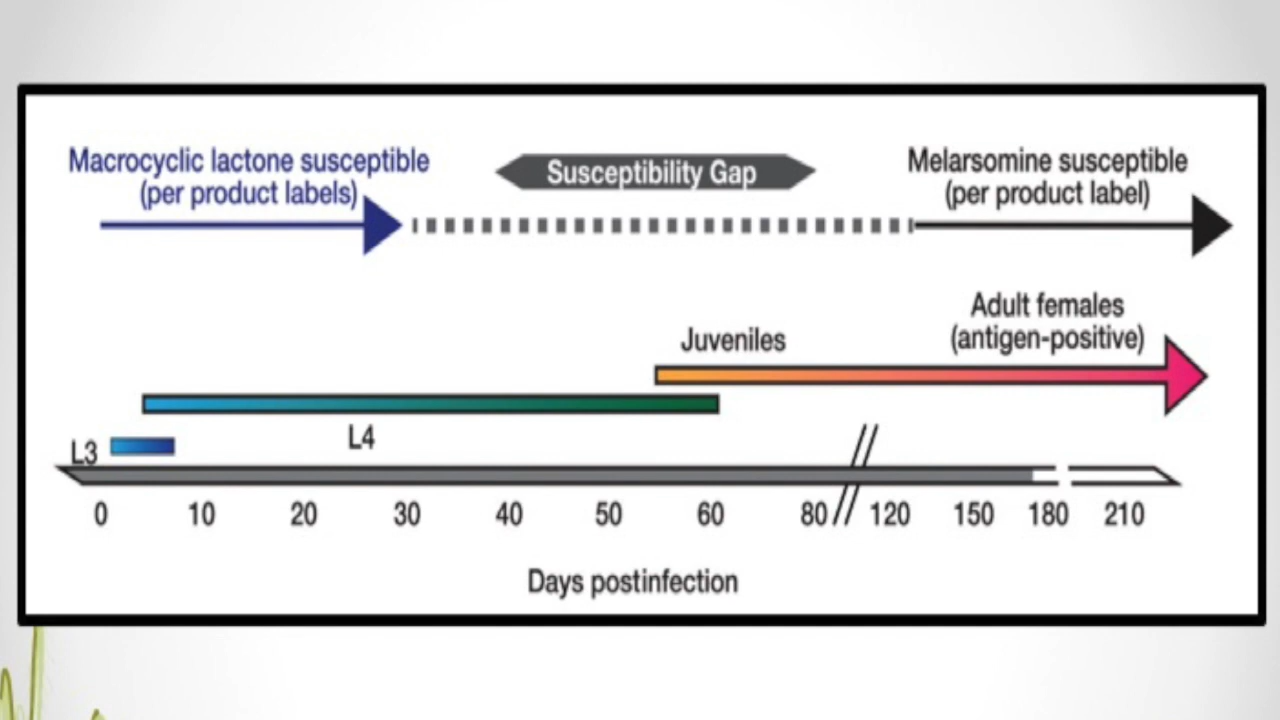 Macrocyclic lactone susceptible
(per product labels)
Susceptibility Gap
Melarsomine susceptible
(per product label)
Adult females
(antigen-positive)
Juveniles
L4
L3
0 10 20 30 40 50 60 80 // 120 150 180 210
Days postinfection